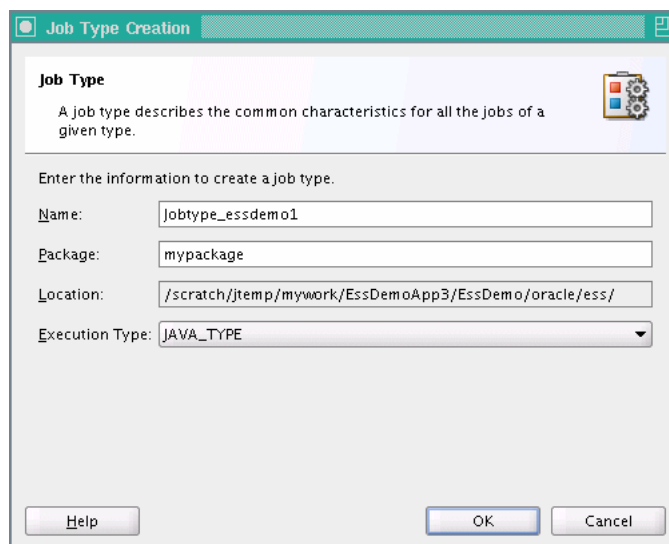 Job Type Creation
Job Type
A job type describes the common characteristics for all the jobs of a
given type.
Enter the information to create a job type.
Name: Jobtype_essdemo1
Package: mypackage
Location: /scratch/jtemp/mywork/EssDemoApp3/EssDemo/oracle/ess/
Execution Type: JAVA_TYPE
Help OK Cancel